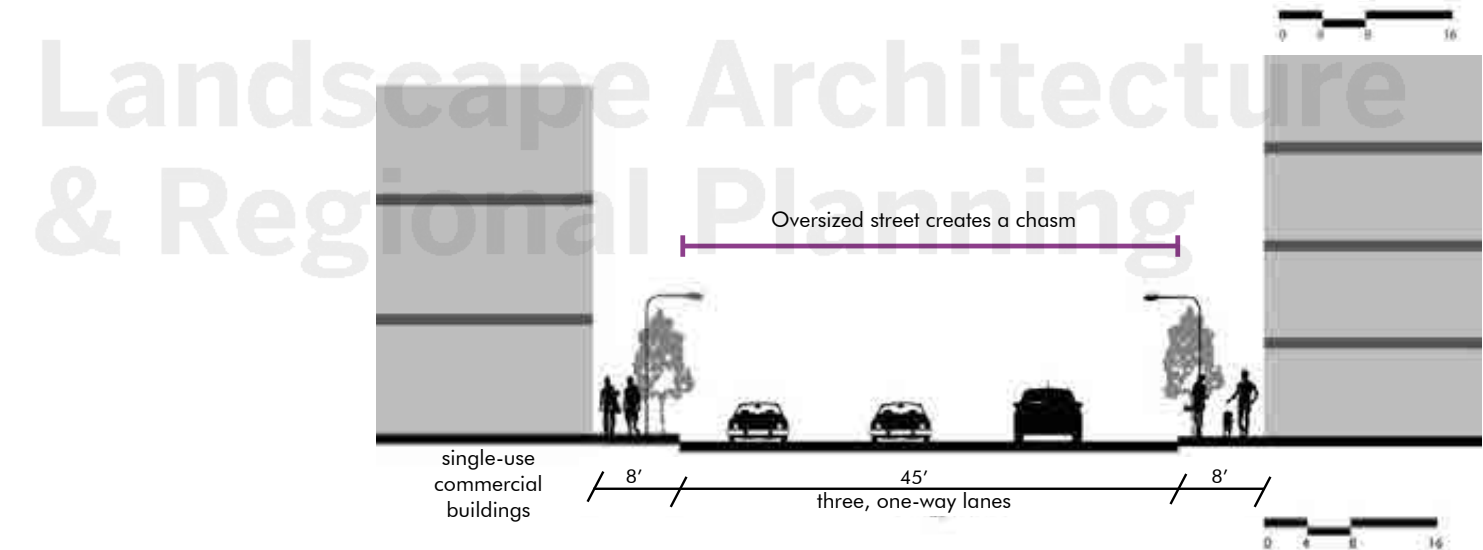 0 4 8 16
Landscape Architecture
& Regional Planning
Oversized street creates a chasm
single-use
commercial
buildings
8’
45’
8’
three, one-way lanes
0 4 8 16